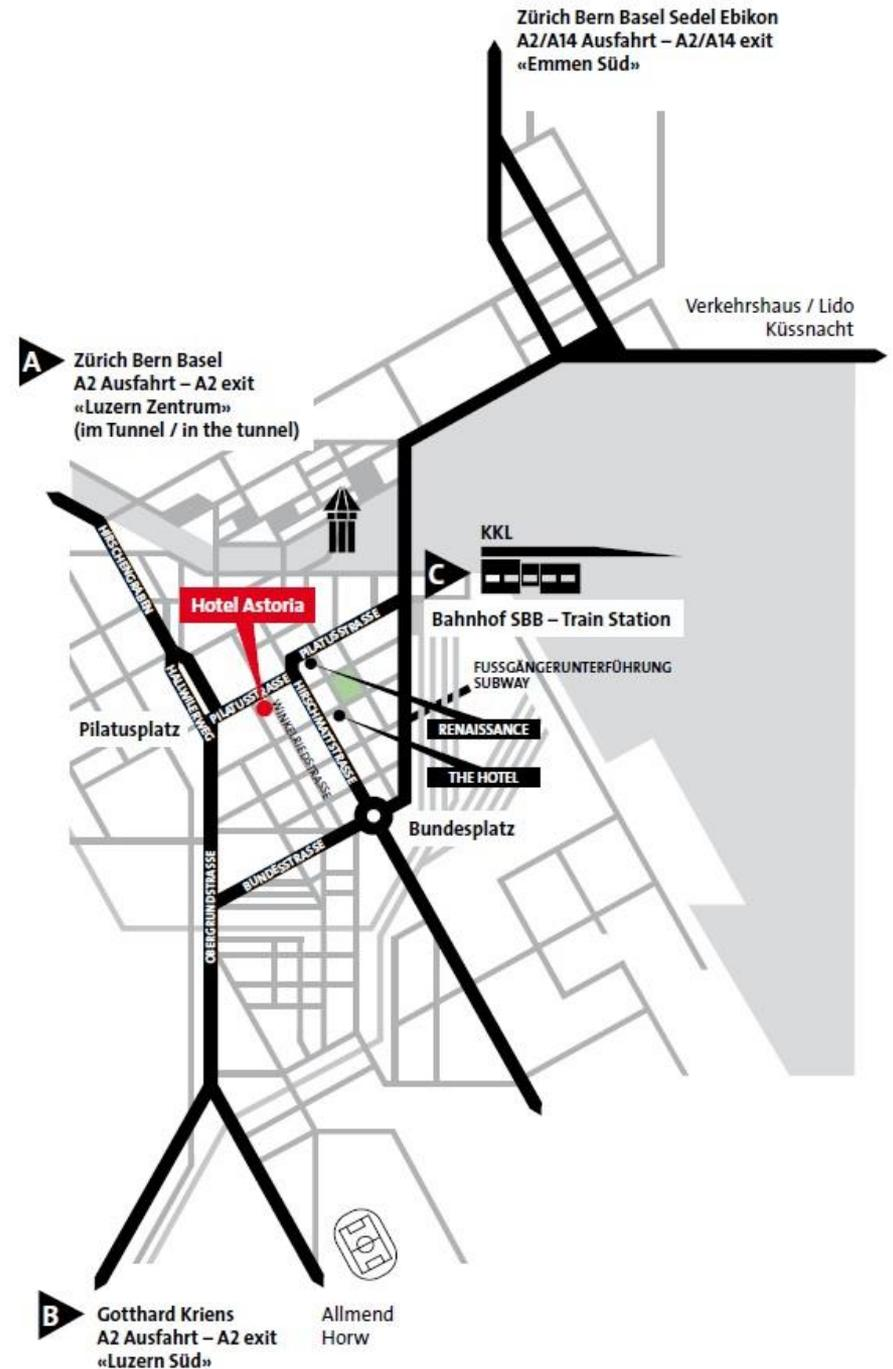 Zürich Bern Basel Sedel Ebikon
A2/A14 Ausfahrt – A2/A14 exit
«Emmen Süd»
Verkehrshaus / Lido
Küssnacht
A
Zürich Bern Basel
A2 Ausfahrt – A2 exit
«Luzern Zentrum»
(im Tunnel / in the tunnel)
KKL
C
HIRSCHENGRABEN
Hotel Astoria
Bahnhof SBB – Train Station
PILATUSSTRASSE
FUSSGÄNGERUNTERFÜHRUNG
SUBWAY
HALLWILERWEG
PILATUSSTRASSE
HIRSCHMATTSTRASSE
WINKELRIEDSTRASSE
Pilatusplatz
RENAISSANCE
THE HOTEL
Bundesplatz
BUNDESSTRASSE
OBERGRUNDSTRASSE
B
Gotthard Kriens
A2 Ausfahrt – A2 exit
«Luzern Süd»
Allmend
Horw